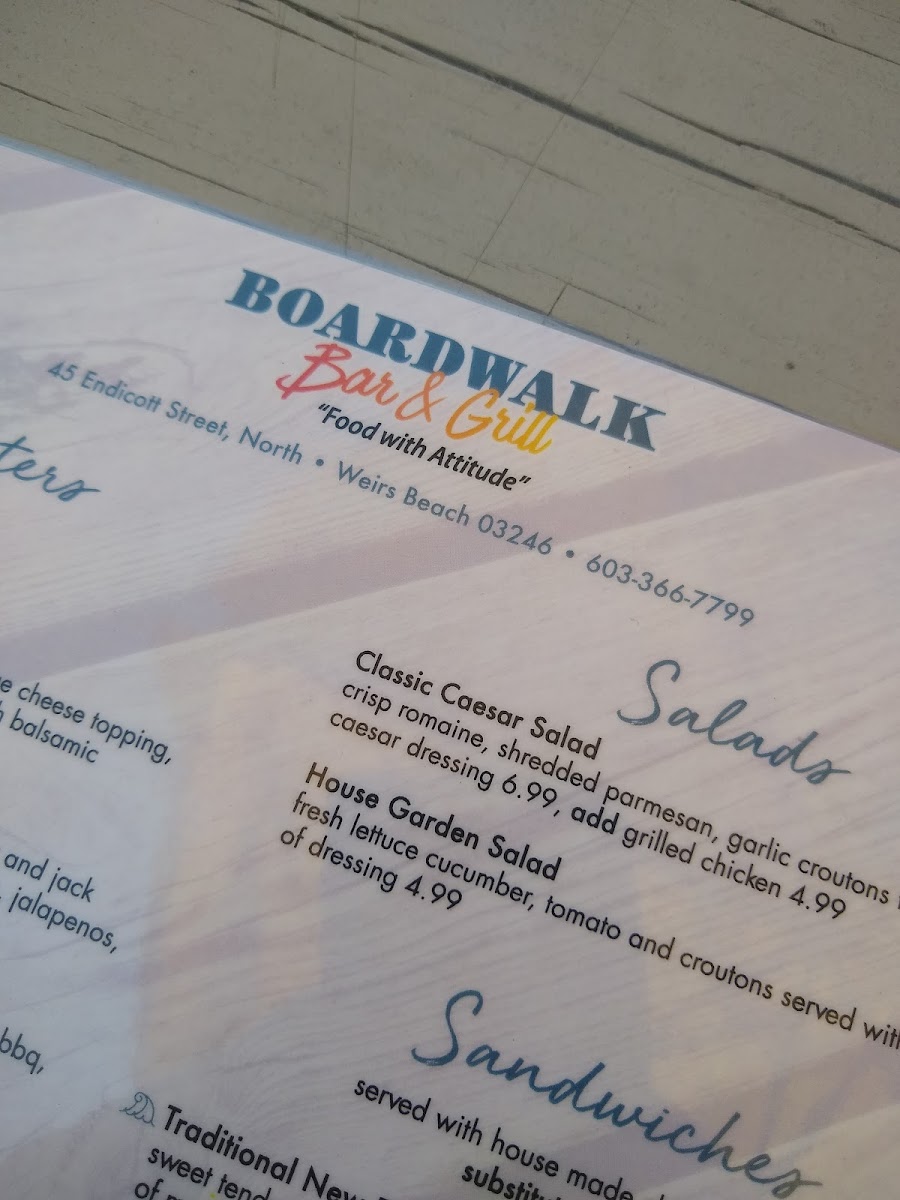 BOARDWALK
Bar & Grill
"Food with Attitude"
45 Endicott Street, North • Weirs Beach 03246 • 603-366-7799
cheese topping,
balsamic
and jack
jalapenos,
bbq,
Salads
Classic Caesar Salad
crisp romaine, shredded parmesan, garlic croutons
caesar dressing 6.99, add grilled chicken 4.99
House Garden Salad
fresh lettuce cucumber, tomato and croutons served with
of dressing 4.99
Sandwiches
served with house made
Traditional New
sweet
of